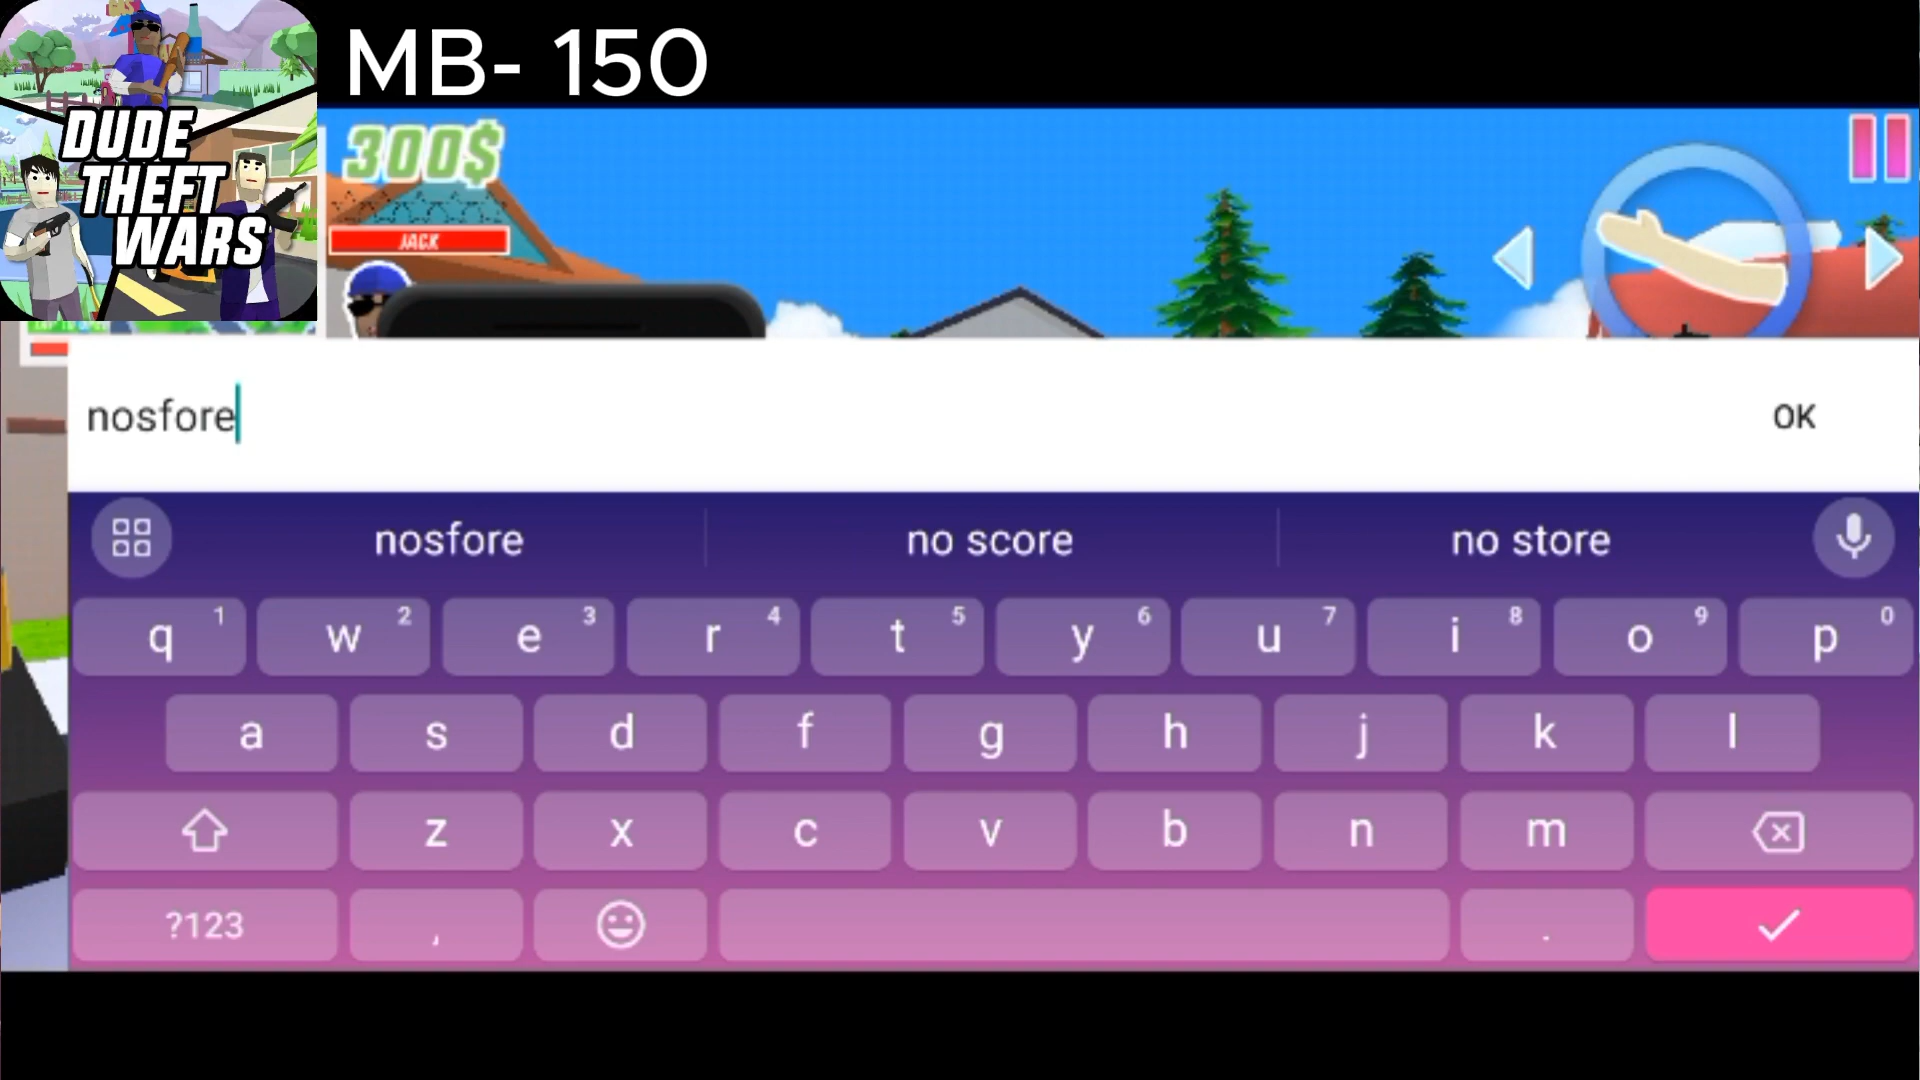 MB- 150
DUDE
THEFT
WARS
300$
JACK
nosfore
OK
nosfore
no score
no store
q 1 w 2 e 3 r 4 t 5 y 6 u 7 i 8 o 9 p 0
a s d f g h j k l
z x c v b n m
?123 , .